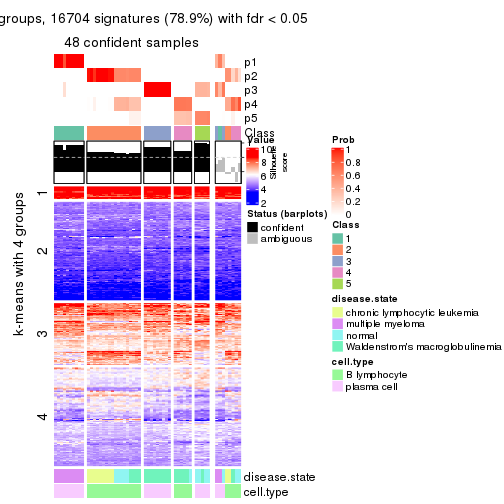 groups, 16704 signatures (78.9%) with fdr < 0.05
48 confident samples
p1
p2
p3
p4
p5
Class
1
2
3
4
k-means with 4 groups
Value
10
8
6
4
2
Silhouette
score
Status (barplots)
confident
ambiguous
Prob
1
0.8
0.6
0.4
0.2
0
Class
1
2
3
4
5
disease.state
chronic lymphocytic leukemia
multiple myeloma
normal
Waldenstrom's macroglobulinemia
cell.type
B lymphocyte
plasma cell
disease.state
cell.type